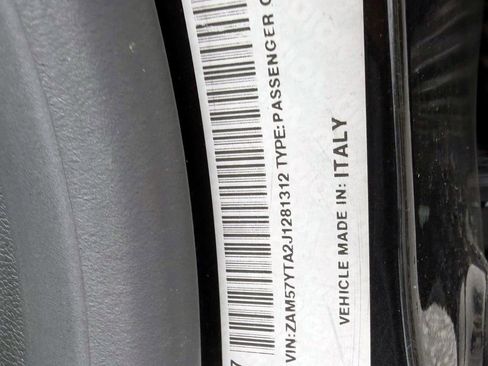 VIN:ZAM57YTA2J1281312 TYPE:PASSENGER
VEHICLE MADE IN: ITALY